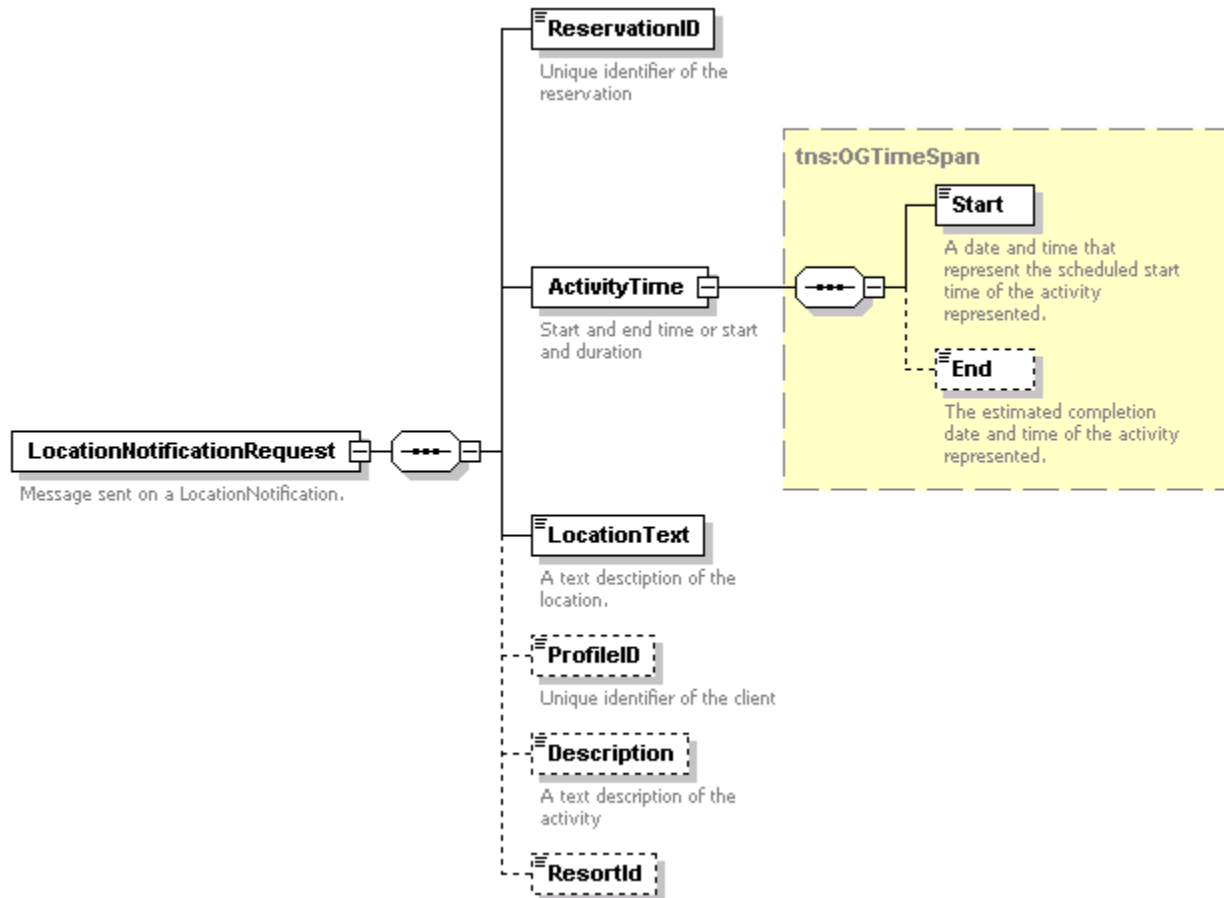 ReservationID
Unique identifier of the
reservation
tns:OGTimeSpan
Start
A date and time that
represent the scheduled start
time of the activity
represented.
ActivityTime
Start and end time or start
and duration
End
The estimated completion
date and time of the activity
represented.
LocationNotificationRequest
Message sent on a LocationNotification.
LocationText
A text desctiption of the
location.
ProfileID
Unique identifier of the client
Description
A text description of the
activity
ResortId